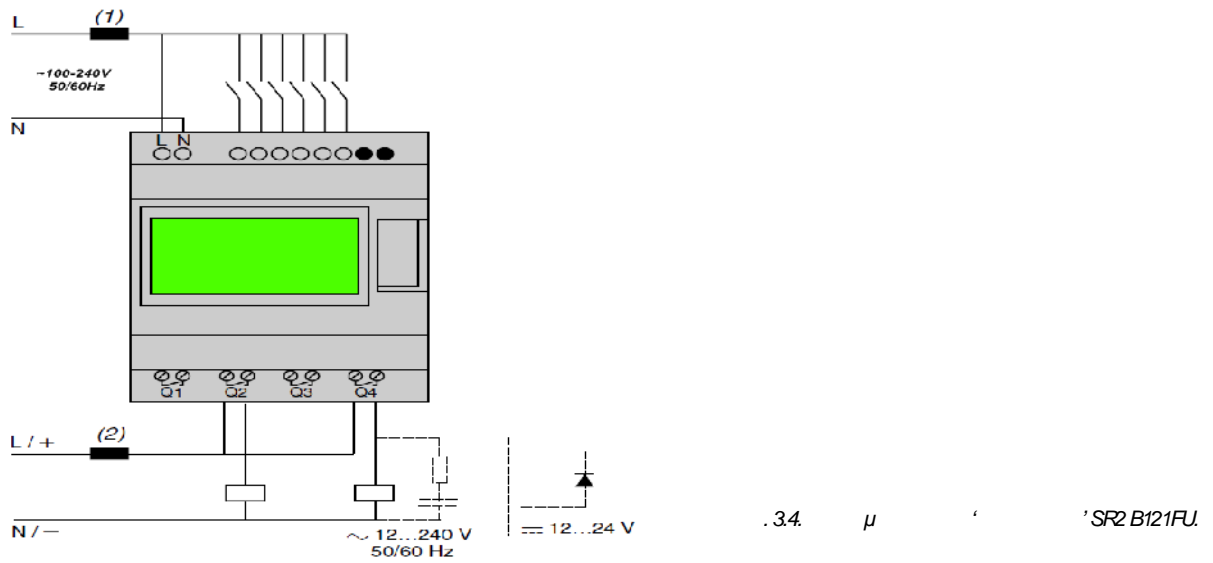 L (1)
~100-240V
50/60Hz
N
L N
Q1 Q2 Q3 Q4
L / + (2)
N / —
~ 12...240 V
50/60 Hz
⎓ 12...24 V
. 3.4. μ ‘ ’ SR2 B121FU.